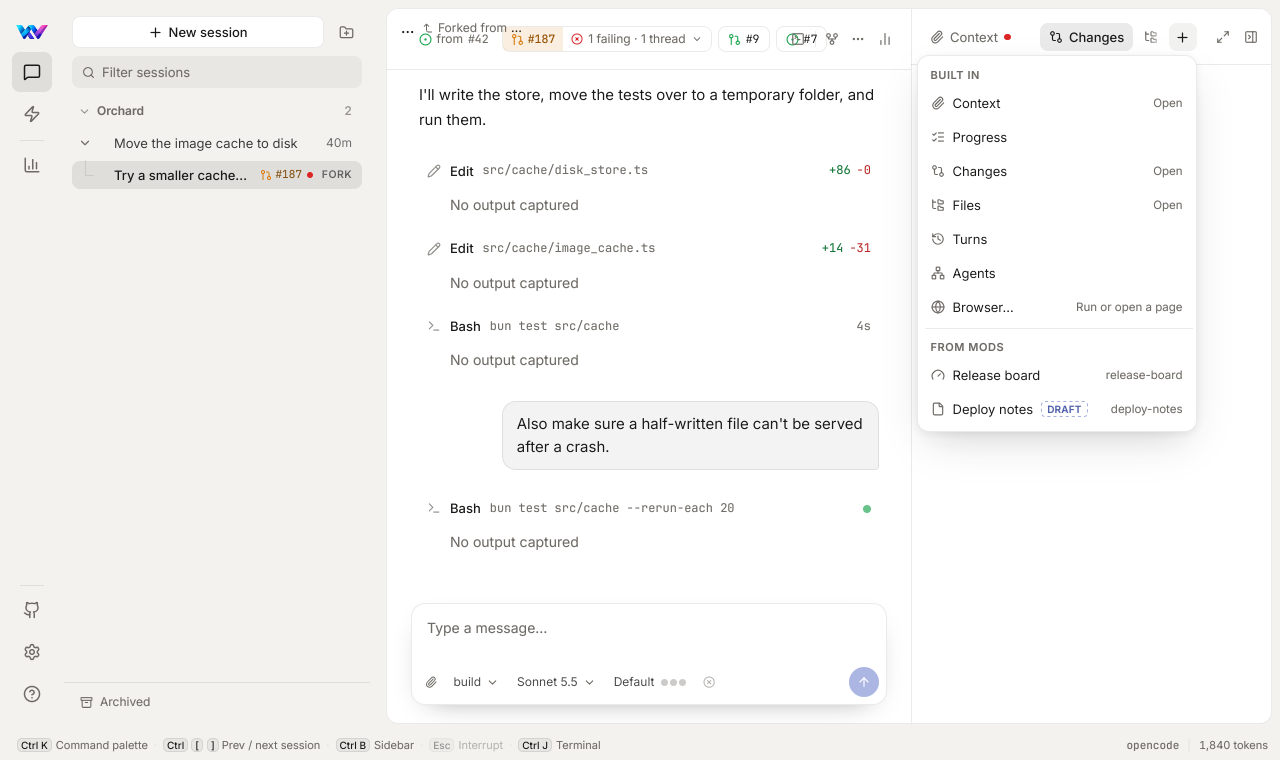 New session
Filter sessions
Orchard 2
Move the image cache to disk 40m
Try a smaller cache... #187 FORK
Archived
Forked from ...
from #42 #187 1 failing · 1 thread #9 #7
I'll write the store, move the tests over to a temporary folder, and
run them.
Edit src/cache/disk_store.ts +86 -0
No output captured
Edit src/cache/image_cache.ts +14 -31
No output captured
Bash bun test src/cache 4s
No output captured
Also make sure a half-written file can't be served
after a crash.
Bash bun test src/cache --rerun-each 20
No output captured
Type a message...
build Sonnet 5.5 Default
Context Changes
BUILT IN
Context Open
Progress
Changes Open
Files Open
Turns
Agents
Browser... Run or open a page
FROM MODS
Release board release-board
Deploy notes DRAFT deploy-notes
Ctrl K Command palette · Ctrl [ ] Prev / next session · Ctrl B Sidebar · Esc Interrupt · Ctrl J Terminal
opencode 1,840 tokens